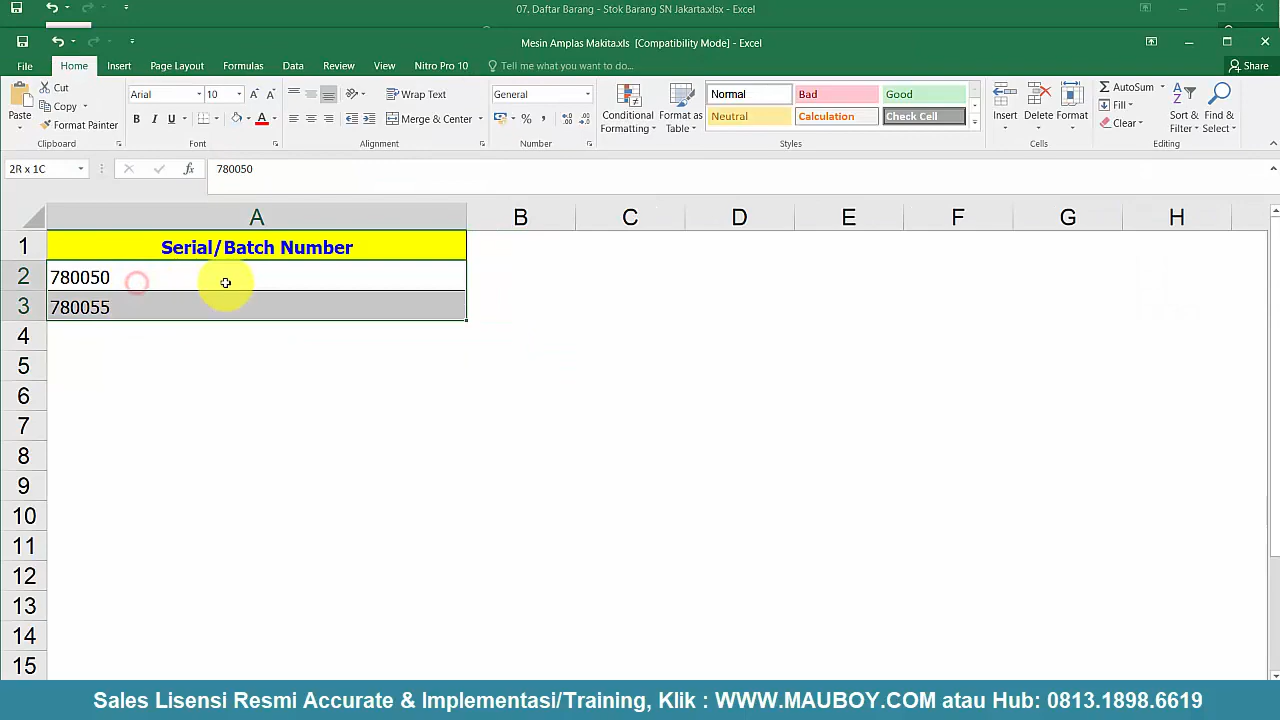 07. Daftar Barang - Stok Barang SN Jakarta.xlsx - Excel
Mesin Amplas Makita.xls [Compatibility Mode] - Excel
File Home Insert Page Layout Formulas Data Review View Nitro Pro 10 Tell me what you want to do... Share
Paste
Cut
Copy
Format Painter
Clipboard
Arial 10
B I U
Font
Wrap Text
Merge & Center
Alignment
General
Number
Conditional Formatting
Format as Table
Normal Bad Good
Neutral Calculation Check Cell
Styles
Insert Delete Format
Cells
AutoSum
Fill
Clear
Sort & Filter
Find & Select
Editing
2R x 1C fx 780050
A B C D E F G H
1 Serial/Batch Number
2 780050
3 780055
4
5
6
7
8
9
10
11
12
13
14
15
Sales Lisensi Resmi Accurate & Implementasi/Training, Klik : WWW.MAUBOY.COM atau Hub: 0813.1898.6619